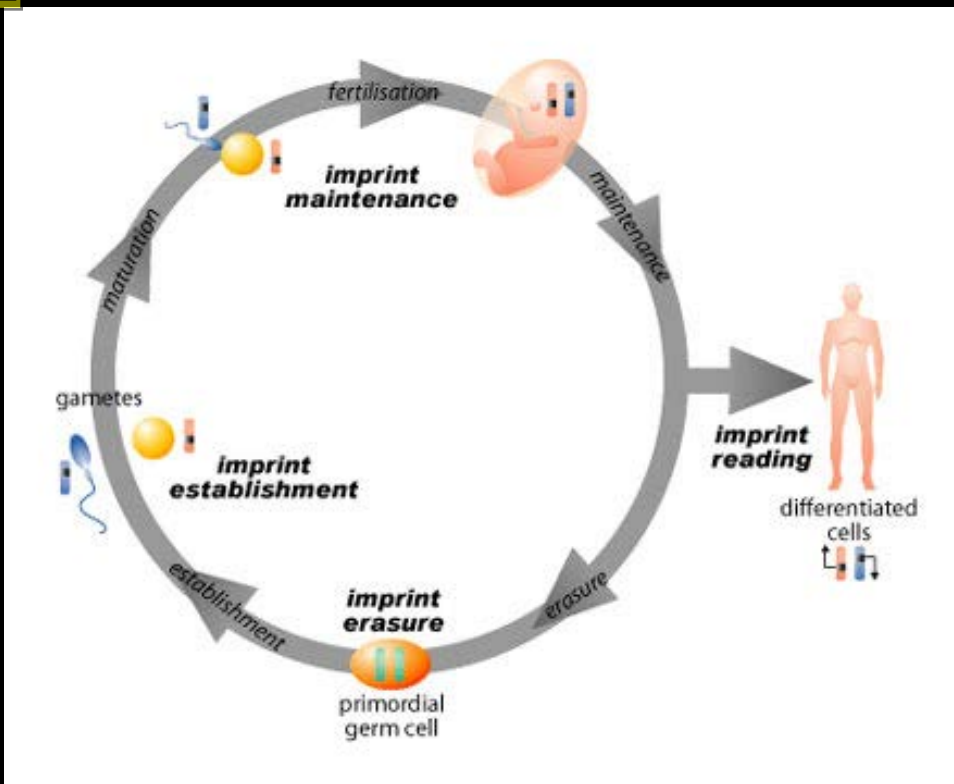 fertilisation
imprint
maintenance
maintenance
maturation
gametes
imprint
establishment
imprint
reading
differentiated
cells
establishment
imprint
erasure
erasure
primordial
germ cell